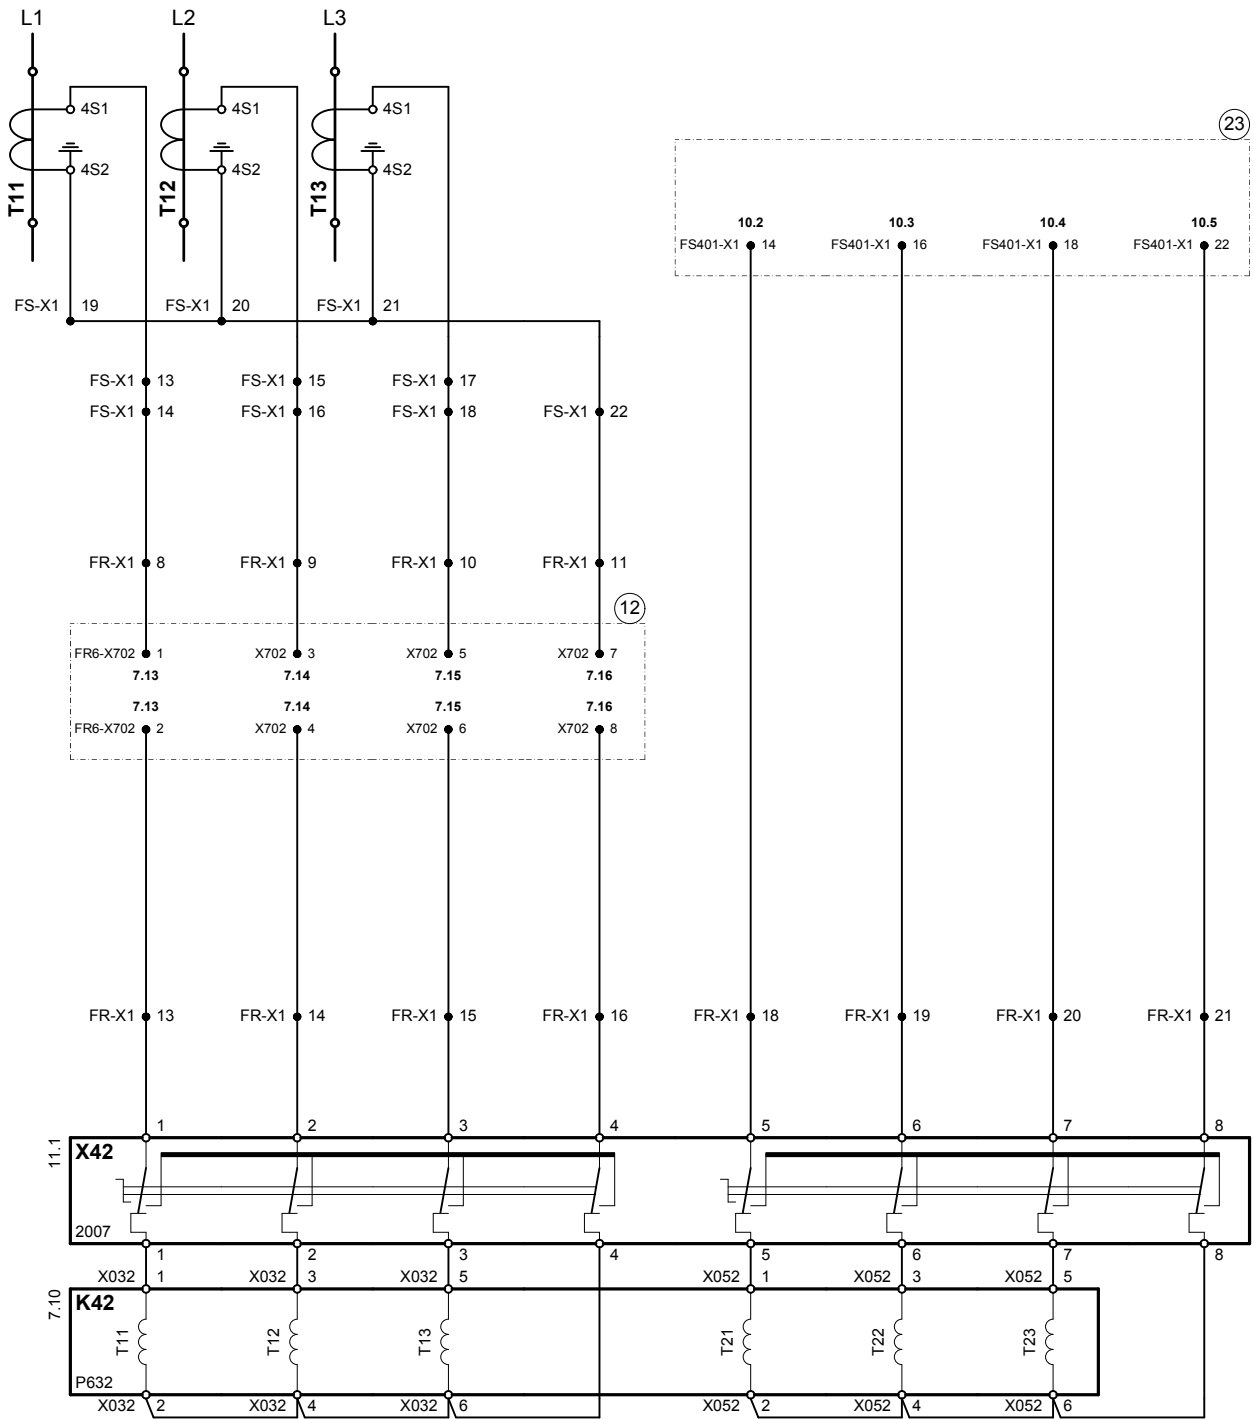 L1 L2 L3
4S1 4S1 4S1
23
4S2 4S2 4S2
T11 T12 T13
10.2 10.3 10.4 10.5
FS401-X1 14 FS401-X1 16 FS401-X1 18 FS401-X1 22
FS-X1 19 FS-X1 20 FS-X1 21
FS-X1 13 FS-X1 15 FS-X1 17
FS-X1 14 FS-X1 16 FS-X1 18 FS-X1 22
FR-X1 8 FR-X1 9 FR-X1 10 FR-X1 11
12
FR6-X702 1 X702 3 X702 5 X702 7
7.13 7.14 7.15 7.16
7.13 7.14 7.15 7.16
FR6-X702 2 X702 4 X702 6 X702 8
FR-X1 13 FR-X1 14 FR-X1 15 FR-X1 16 FR-X1 18 FR-X1 19 FR-X1 20 FR-X1 21
1 2 3 4 5 6 7 8
11.1 X42
2007
1 2 3 4 5 6 7 8
X032 1 X032 3 X032 5 X052 1 X052 3 X052 5
7.10 K42
T11 T12 T13 T21 T22 T23
P632
X032 2 X032 4 X032 6 X052 2 X052 4 X052 6